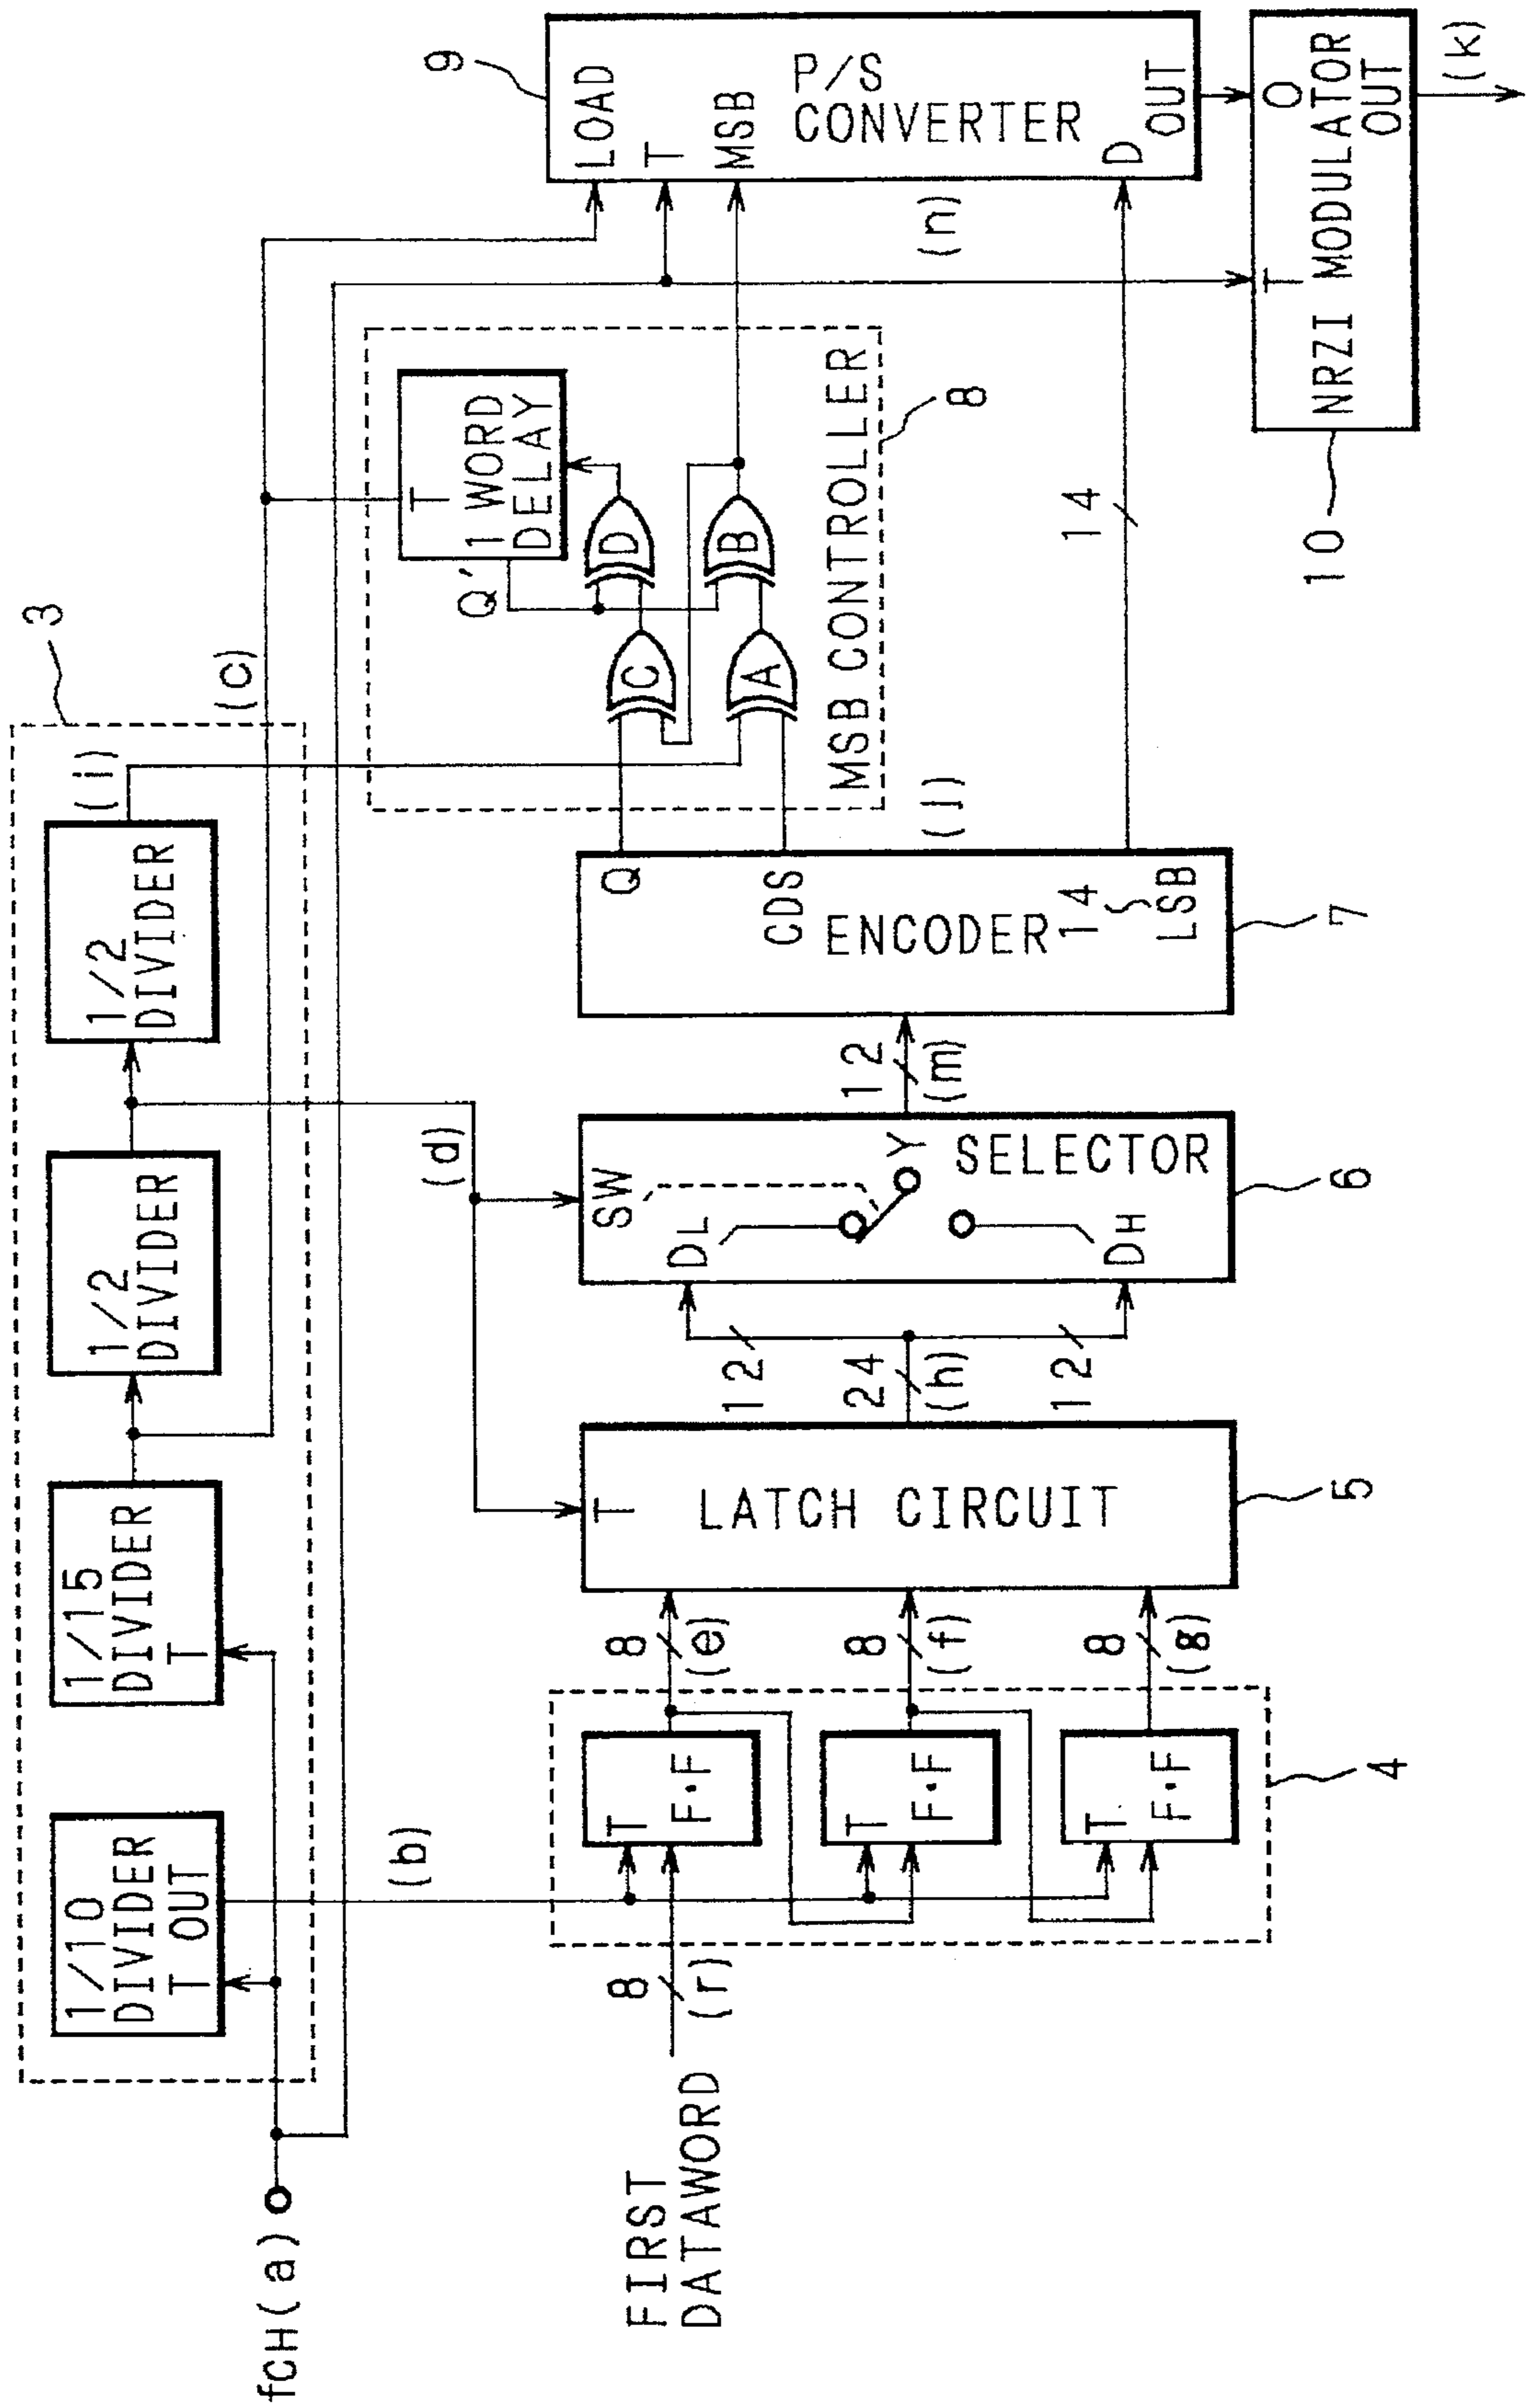 3
1/10
DIVIDER
T OUT
1/15
DIVIDER
T
1/2
DIVIDER
1/2
DIVIDER
(i)
fCH(a)
(b)
(c)
(d)
FIRST
DATAWORD
8
(r)
T
F·F
T
F·F
T
F·F
4
8
(e)
8
(f)
8
(g)
T
LATCH CIRCUIT
5
12
24
(h)
12
SW
DL
Y
SELECTOR
DH
6
12
(m)
Q
CDS
ENCODER
14
LSB
7
(j)
T
1 WORD
DELAY
Q'
C
D
A
B
MSB CONTROLLER
8
14
(n)
9
LOAD
T
MSB
P/S
CONVERTER
D
OUT
T
O
NRZI MODULATOR
OUT
10
(k)